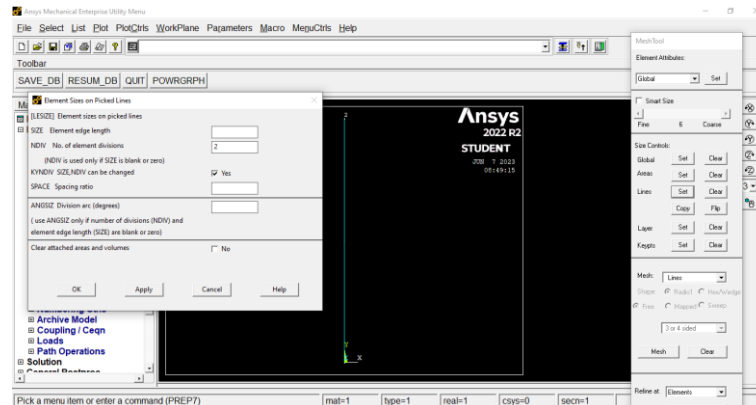 Ansys Mechanical Enterprise Utility Menu
File Select List Plot PlotCtrls WorkPlane Parameters Macro MenuCtrls Help
Toolbar
SAVE_DB RESUM_DB QUIT POWRGRPH
Element Sizes on Picked Lines
[LESIZE] Element sizes on picked lines
SIZE Element edge length
NDIV No. of element divisions 2
(NDIV is used only if SIZE is blank or zero)
KYNDIV SIZE,NDIV can be changed Yes
SPACE Spacing ratio
ANGSIZ Division arc (degrees)
( use ANGSIZ only if number of divisions (NDIV) and
element edge length (SIZE) are blank or zero)
Clear attached areas and volumes No
OK Apply Cancel Help
Archive Model
Coupling / Ceqn
Loads
Path Operations
Solution
2
Ansys
2022 R2
STUDENT
JUN 7 2023
08:49:15
Y
X
MeshTool
Element Attributes:
Global Set
Smart Size
Fine 6 Coarse
Size Controls:
Global Set Clear
Areas Set Clear
Lines Set Clear
Copy Flip
Layer Set Clear
Keypts Set Clear
Mesh: Lines
Shape: Radio1 Hex/Wedge
Free Mapped Sweep
3 or 4 sided
Mesh Clear
Refine at: Elements
3
Pick a menu item or enter a command (PREP7) mat=1 type=1 real=1 csys=0 secn=1